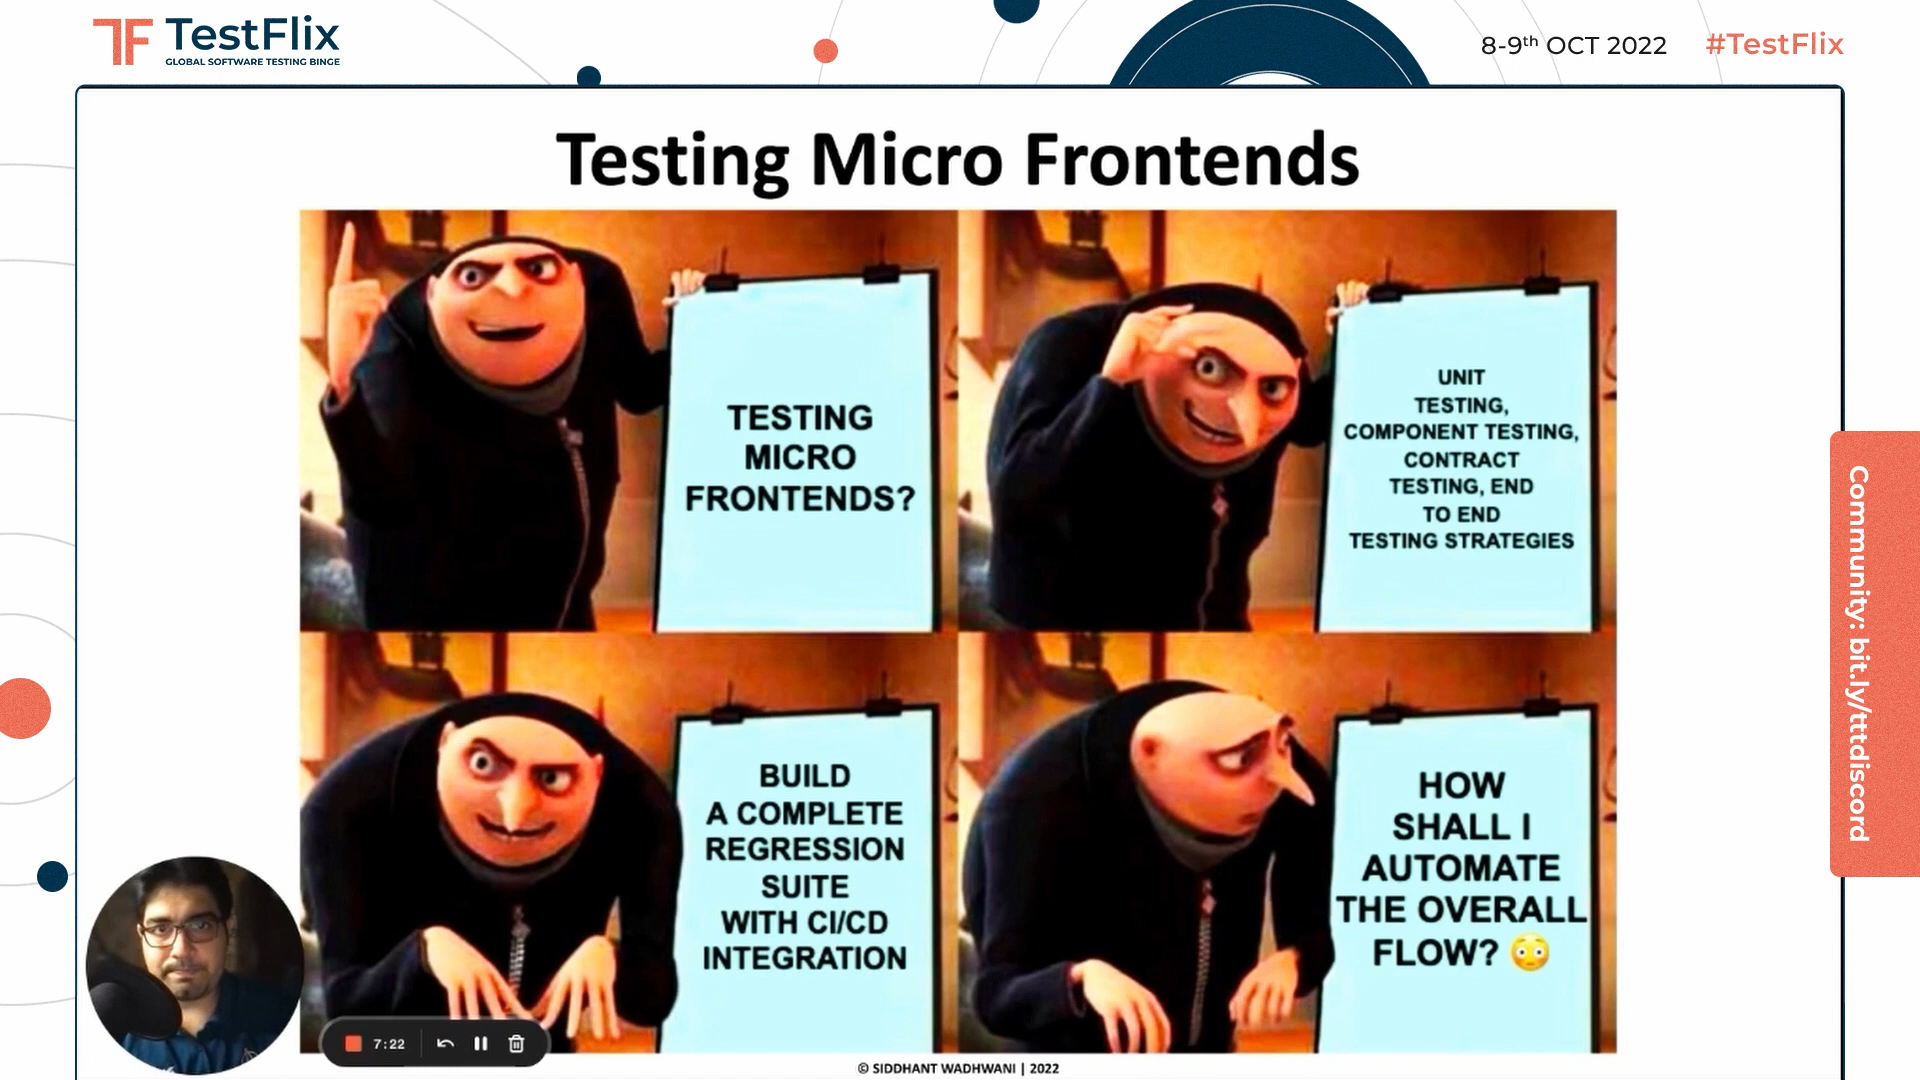 TF TestFlix
GLOBAL SOFTWARE TESTING BINGE
8-9th OCT 2022
#TestFlix
Testing Micro Frontends
TESTING
MICRO
FRONTENDS?
UNIT
TESTING,
COMPONENT TESTING,
CONTRACT
TESTING, END
TO END
TESTING STRATEGIES
BUILD
A COMPLETE
REGRESSION
SUITE
WITH CI/CD
INTEGRATION
HOW
SHALL I
AUTOMATE
THE OVERALL
FLOW? 😳
Community: bit.ly/tttdiscord
7:22
© SIDDHANT WADHWANI | 2022